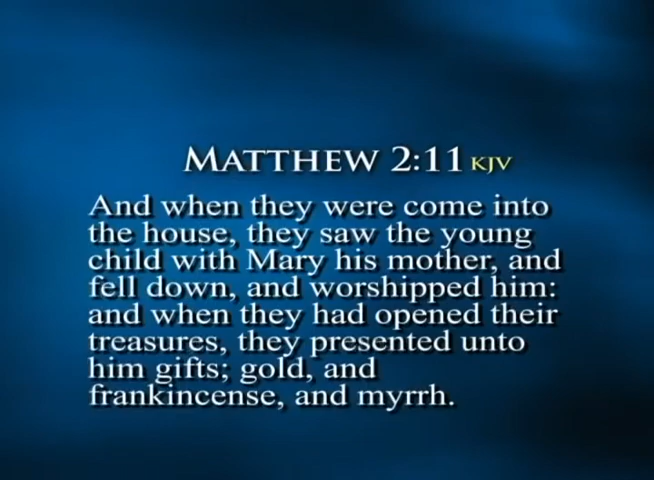 MATTHEW 2:11 KJV
And when they were come into
the house, they saw the young
child with Mary his mother, and
fell down, and worshipped him:
and when they had opened their
treasures, they presented unto
him gifts; gold, and
frankincense, and myrrh.